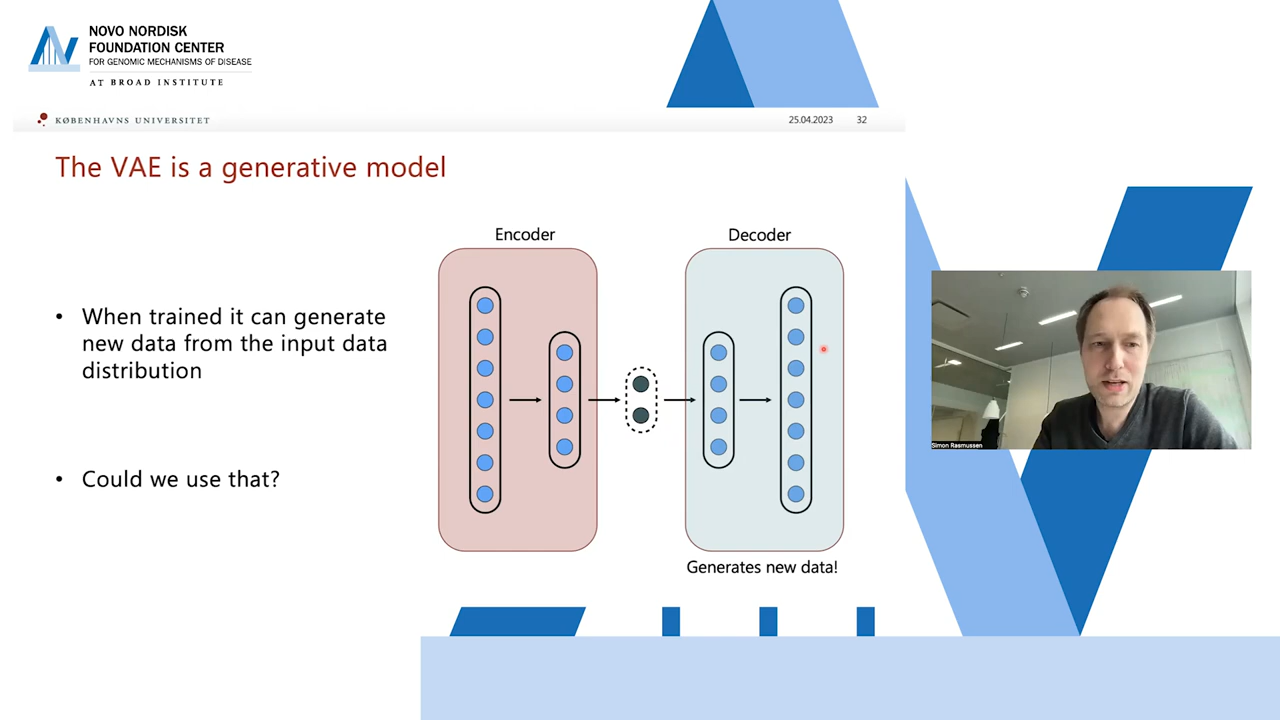 NOVO NORDISK
FOUNDATION CENTER
FOR GENOMIC MECHANISMS OF DISEASE
AT BROAD INSTITUTE
KØBENHAVNS UNIVERSITET
25.04.2023 32
The VAE is a generative model
Encoder
Decoder
• When trained it can generate
new data from the input data
distribution
• Could we use that?
Generates new data!
Simon Rasmussen